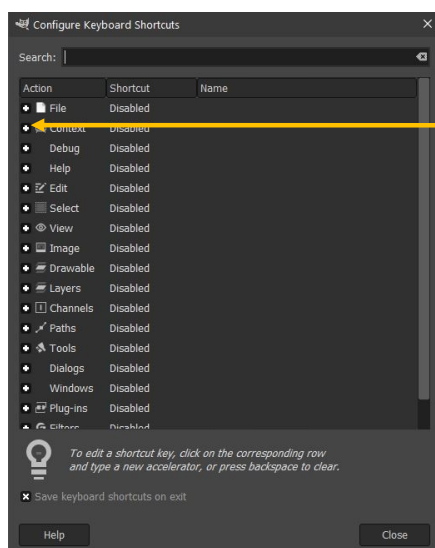 Configure Keyboard Shortcuts
Search:
Action Shortcut Name
File Disabled
Context Disabled
Debug Disabled
Help Disabled
Edit Disabled
Select Disabled
View Disabled
Image Disabled
Drawable Disabled
Layers Disabled
Channels Disabled
Paths Disabled
Tools Disabled
Dialogs Disabled
Windows Disabled
Plug-ins Disabled
Filters Disabled
To edit a shortcut key, click on the corresponding row
and type a new accelerator, or press backspace to clear.
Save keyboard shortcuts on exit
Help Close